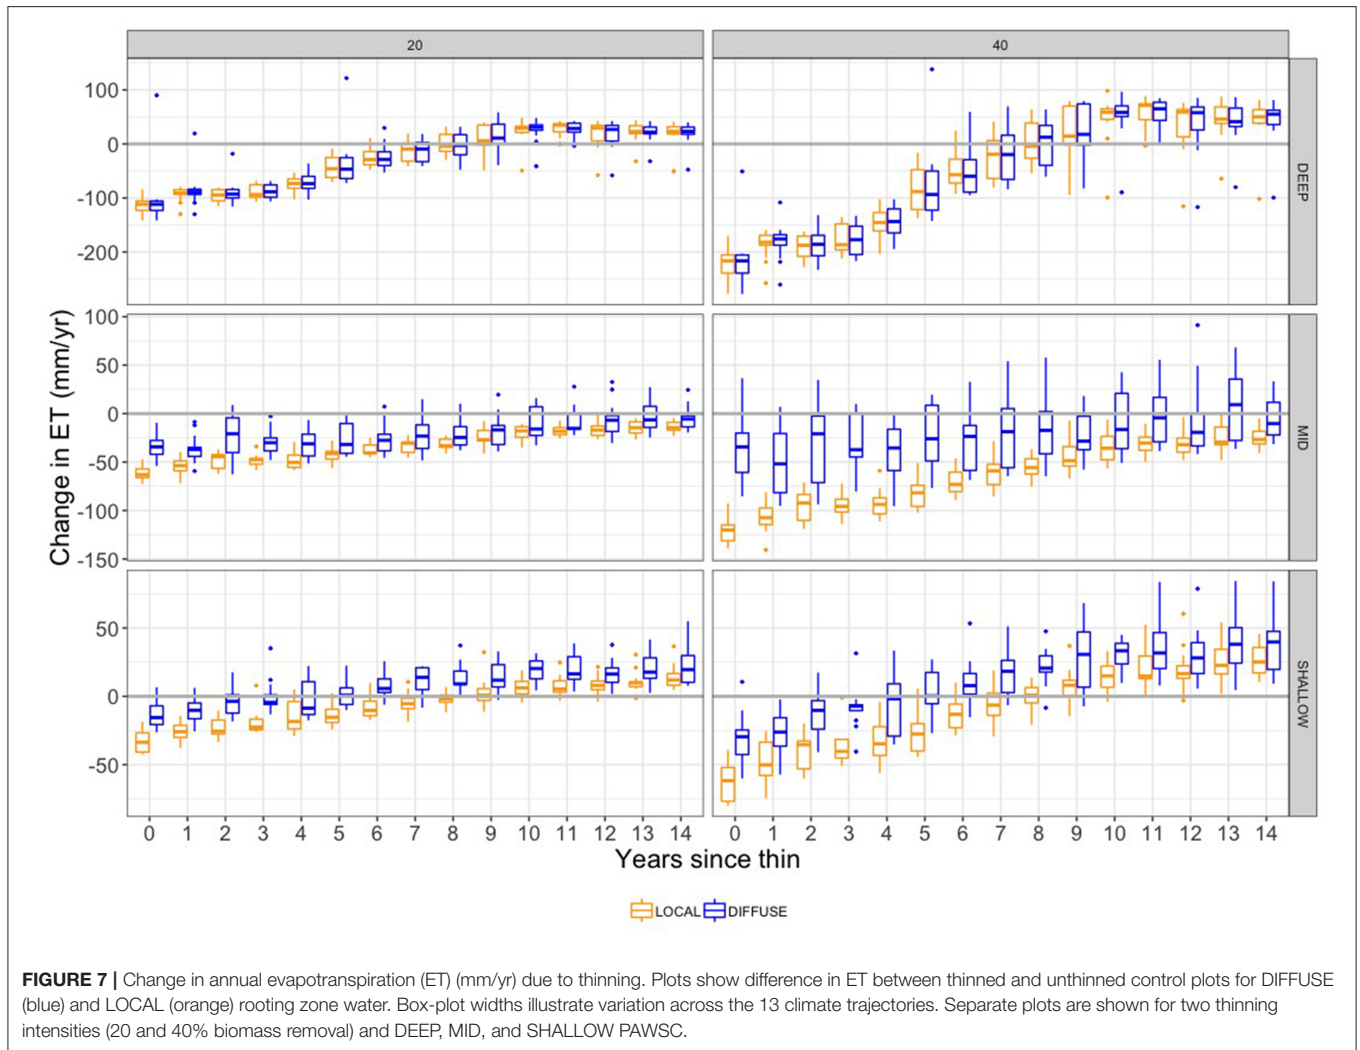 20 40
100
0
-100
-200
DEEP
100
50
0
-50
-100
-150
MID
50
0
-50
SHALLOW
Change in ET (mm/yr)
0 1 2 3 4 5 6 7 8 9 10 11 12 13 14 0 1 2 3 4 5 6 7 8 9 10 11 12 13 14
Years since thin
LOCAL DIFFUSE
FIGURE 7 | Change in annual evapotranspiration (ET) (mm/yr) due to thinning. Plots show difference in ET between thinned and unthinned control plots for DIFFUSE
(blue) and LOCAL (orange) rooting zone water. Box-plot widths illustrate variation across the 13 climate trajectories. Separate plots are shown for two thinning
intensities (20 and 40% biomass removal) and DEEP, MID, and SHALLOW PAWSC.